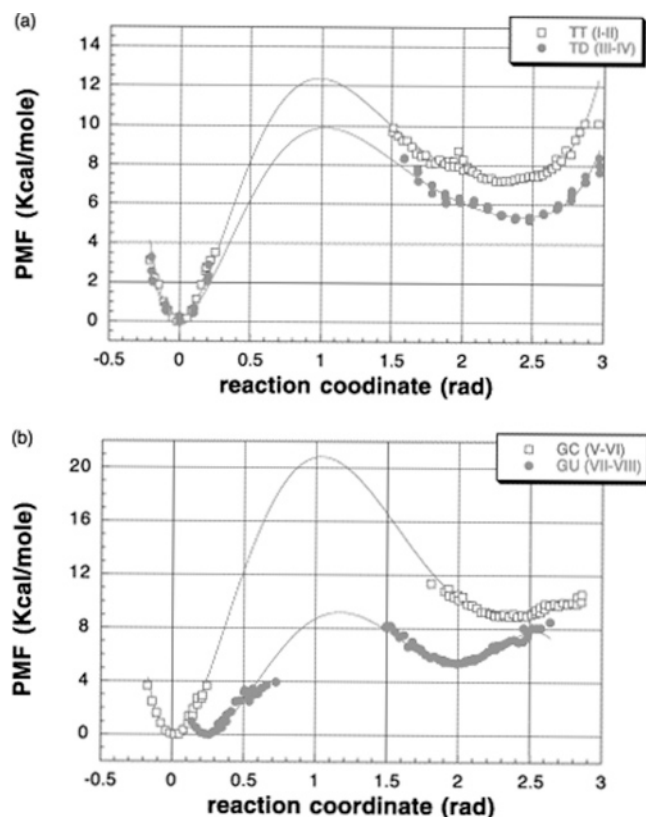 (a)
TT (I-II)
TD (III-IV)
14
12
10
8
6
4
2
0
PMF (Kcal/mole)
-0.5 0 0.5 1 1.5 2 2.5 3
reaction coodinate (rad)
(b)
GC (V-VI)
GU (VII-VIII)
20
16
12
8
4
0
PMF (Kcal/mole)
-0.5 0 0.5 1 1.5 2 2.5 3
reaction coordinate (rad)